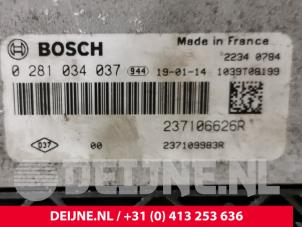 BOSCH
Made in France
2234 0784
0 281 034 037 944 19-01-14 1039T08199
237106626R
D37 00 237109983R
DEIJNE.NL
DEIJNE.NL / +31 (0) 413 253 636